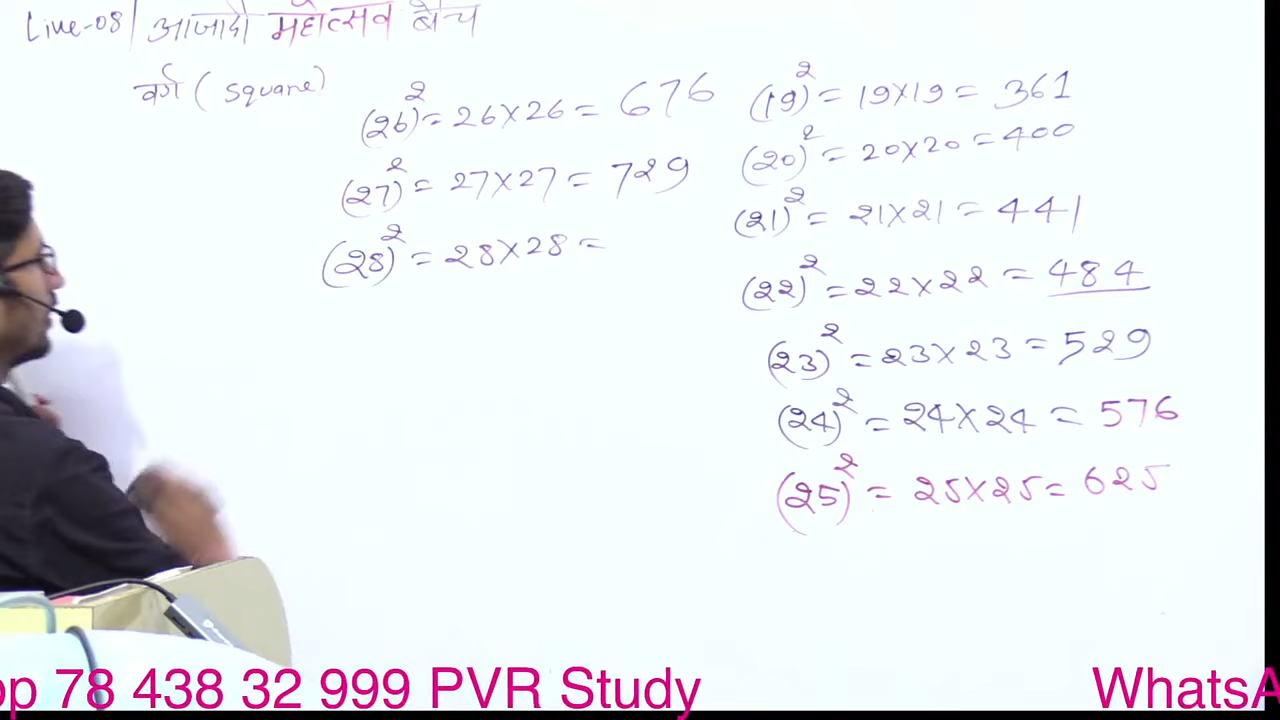 Live-08 | आजादी महोत्सव बैच
वर्ग ( square)
(26)² = 26×26 = 676
(27)² = 27×27 = 729
(28)² = 28×28 =
(19)² = 19×19 = 361
(20)² = 20×20 = 400
(21)² = 21×21 = 441
(22)² = 22×22 = 484
(23)² = 23×23 = 529
(24)² = 24×24 = 576
(25)² = 25×25 = 625
pp 78 438 32 999 PVR Study WhatsA